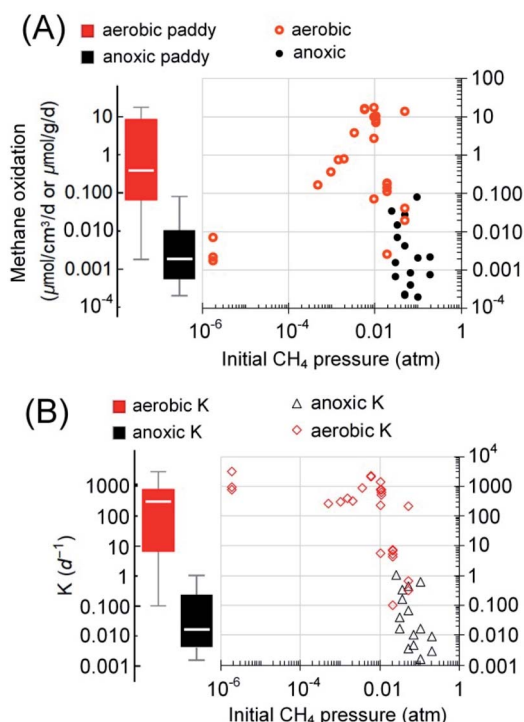 (A)
aerobic paddy
aerobic
anoxic paddy
anoxic
Methane oxidation
(μmol/cm³/d or μmol/g/d)
10
1
0.100
0.010
0.001
10⁻⁴
100
10
1
0.100
0.010
0.001
10⁻⁴
10⁻⁶
10⁻⁴
0.01
1
Initial CH₄ pressure (atm)
(B)
aerobic K
anoxic K
anoxic K
aerobic K
K (d⁻¹)
1000
100
10
1
0.100
0.010
0.001
10⁴
1000
100
10
1
0.100
0.010
0.001
10⁻⁶
10⁻⁴
0.01
1
Initial CH₄ pressure (atm)